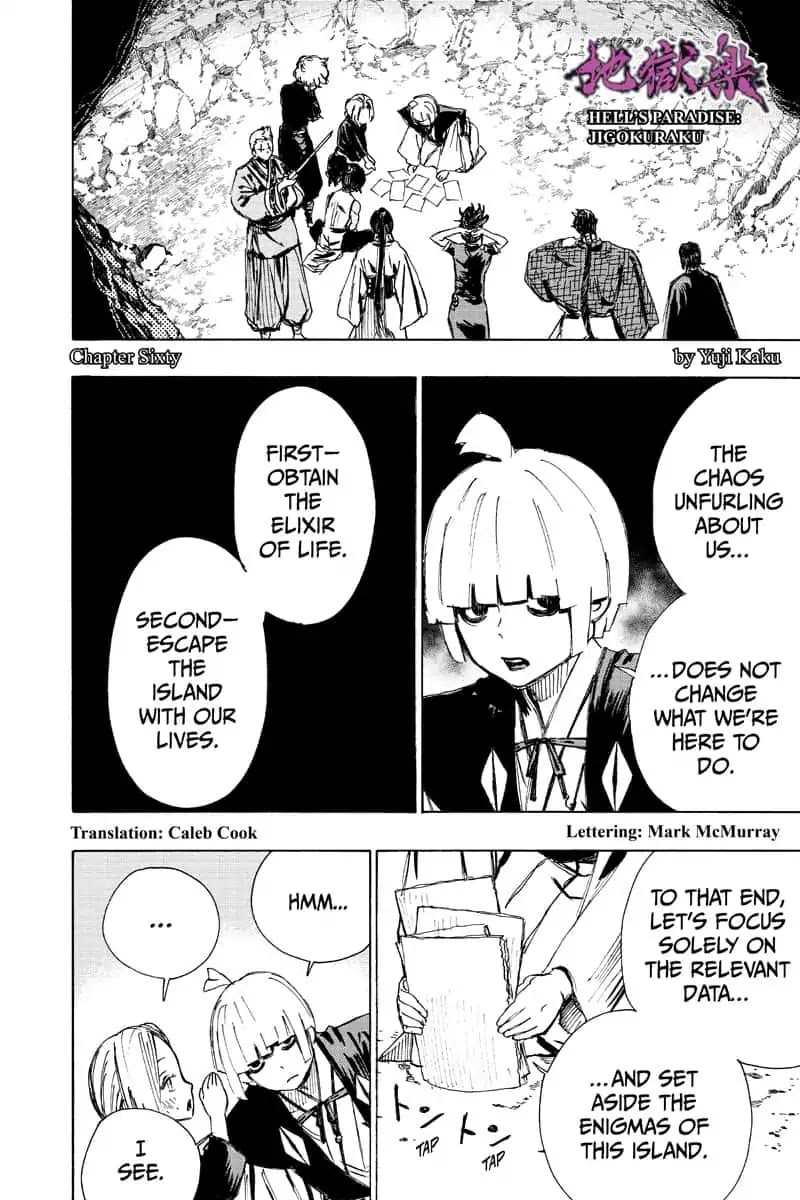 地獄楽
HELL'S PARADISE:
JIGOKURAKU
Chapter Sixty
by Yuji Kaku
THE
CHAOS
UNFURLING
ABOUT
US...
...DOES NOT
CHANGE
WHAT WE'RE
HERE TO
DO.
FIRST—
OBTAIN
THE
ELIXIR
OF LIFE.
SECOND—
ESCAPE
THE
ISLAND
WITH OUR
LIVES.
Translation: Caleb Cook
Lettering: Mark McMurray
TO THAT END,
LET'S FOCUS
SOLELY ON
THE RELEVANT
DATA...
...AND SET
ASIDE THE
ENIGMAS OF
THIS ISLAND.
トントン
TAP
TAP
HMM...
...
I
SEE.